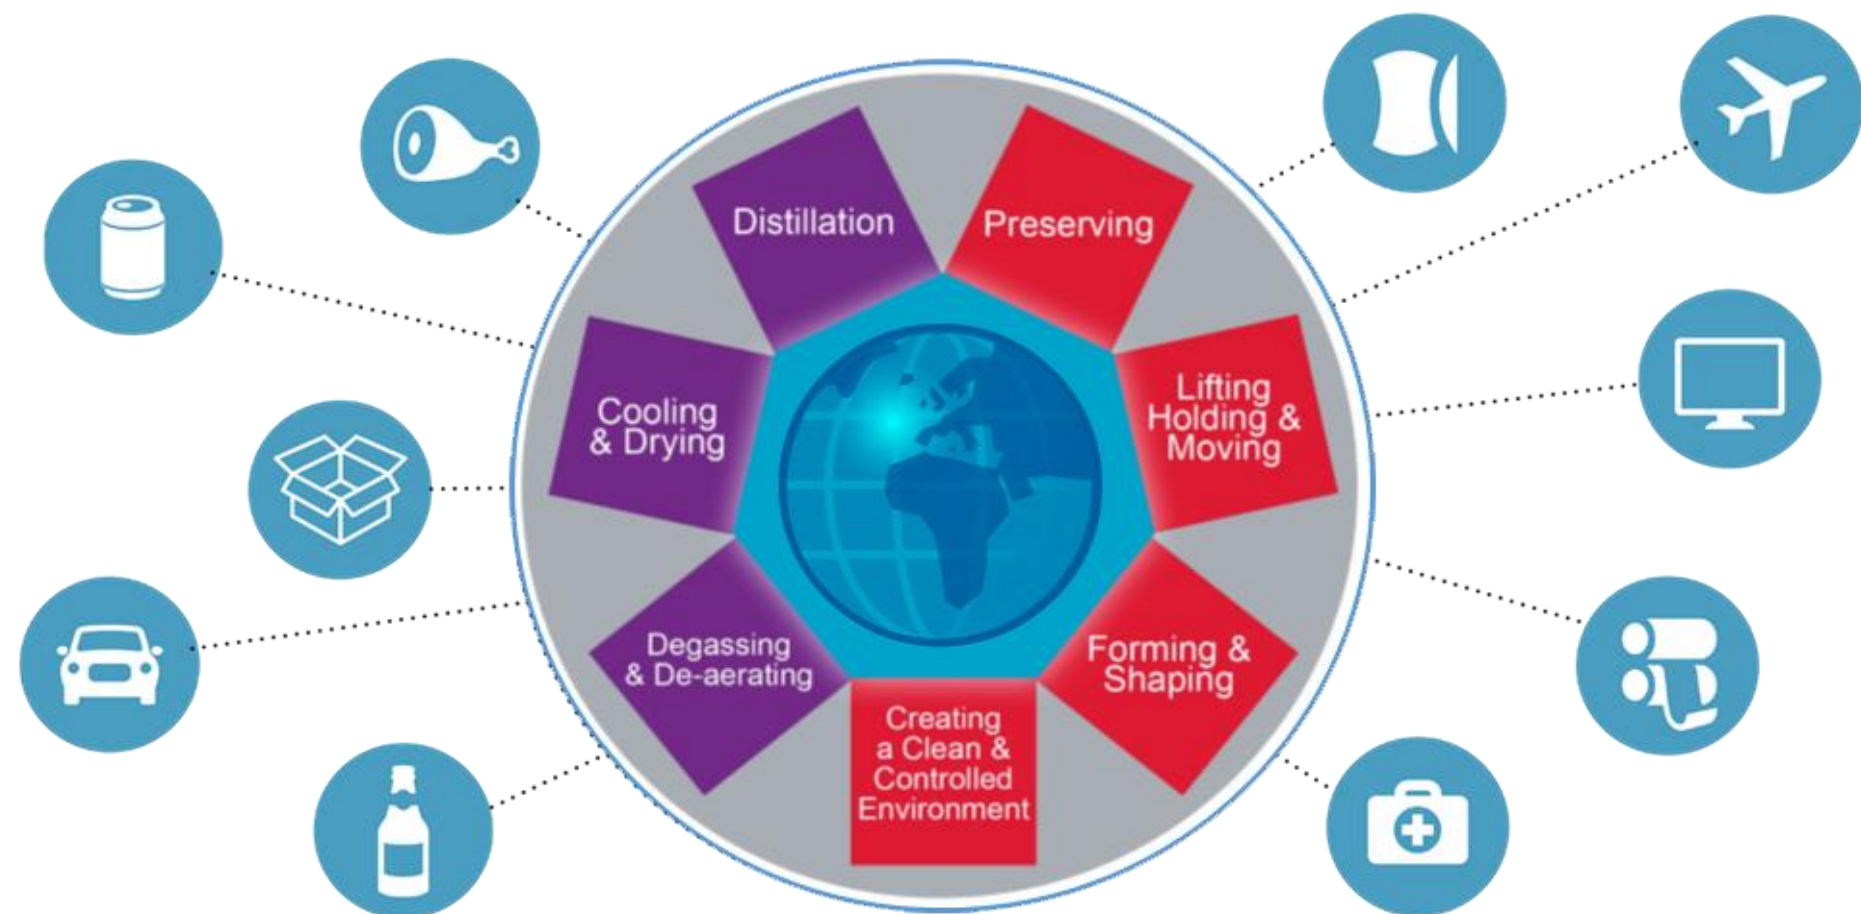 Distillation
Preserving
Cooling
& Drying
Lifting
Holding &
Moving
Degassing
& De-aerating
Forming &
Shaping
Creating
a Clean &
Controlled
Environment